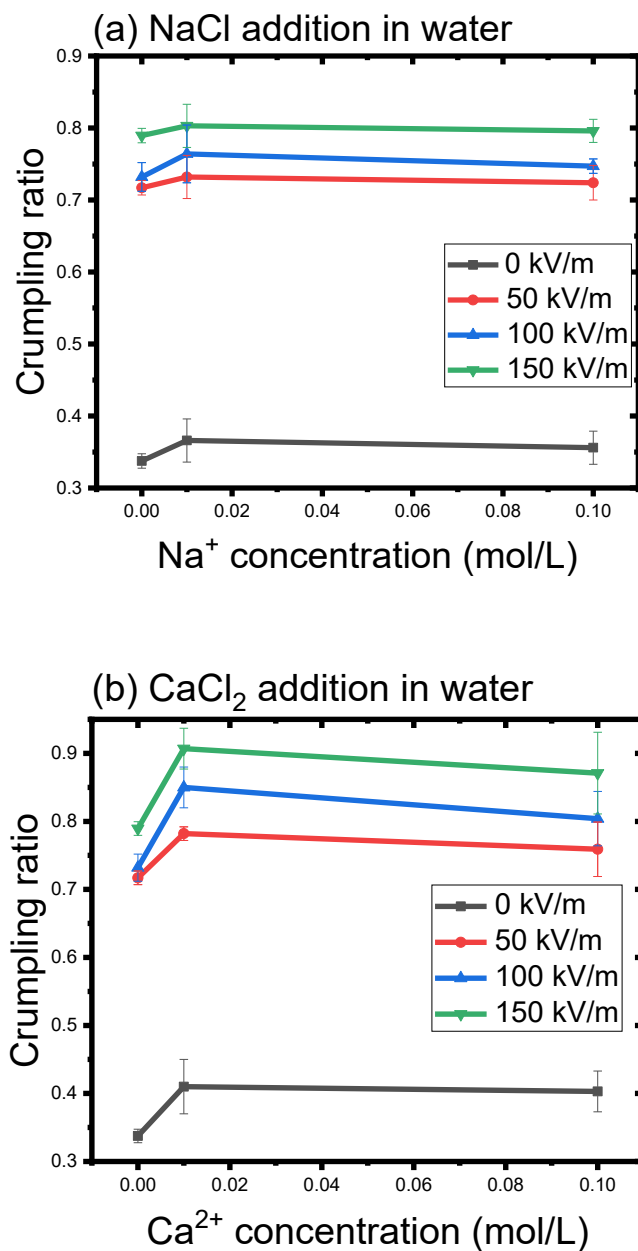 (a) NaCl addition in water
0.9
0.8
0.7
0.6
0.5
0.4
0.3
Crumpling ratio
0 kV/m
50 kV/m
100 kV/m
150 kV/m
0.00 0.02 0.04 0.06 0.08 0.10
Na⁺ concentration (mol/L)
(b) CaCl₂ addition in water
0.9
0.8
0.7
0.6
0.5
0.4
0.3
Crumpling ratio
0 kV/m
50 kV/m
100 kV/m
150 kV/m
0.00 0.02 0.04 0.06 0.08 0.10
Ca²⁺ concentration (mol/L)